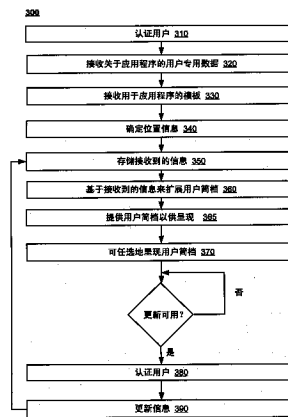 300
认证用户 310
接收关于应用程序的用户专用数据 320
接收用于应用程序的模板 330
确定位置信息 340
存储接收到的信息 350
基于接收到的信息来扩展用户简档 360
提供用户简档以供呈现 365
可任选地呈现用户简档 370
更新可用?
否
是
认证用户 380
更新信息 390